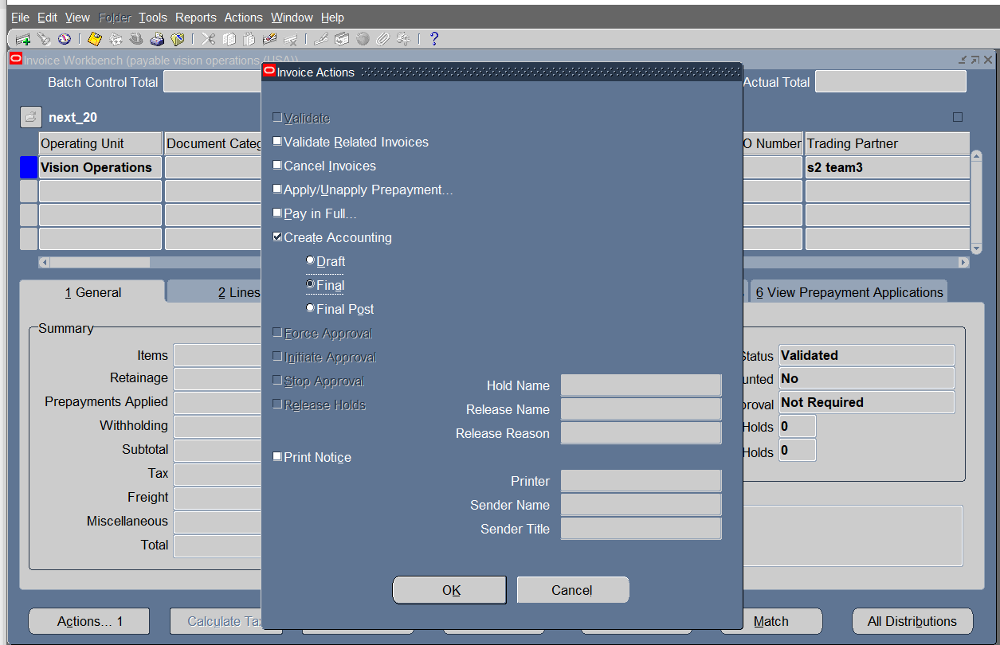 File Edit View Folder Tools Reports Actions Window Help
Invoice Workbench (payable vision operations (USA))
Invoice Actions
Batch Control Total
Actual Total
next_20
Operating Unit Document Categ O Number Trading Partner
Vision Operations s2 team3
Validate
Validate Related Invoices
Cancel Invoices
Apply/Unapply Prepayment...
Pay in Full...
Create Accounting
Draft
Final
Final Post
Force Approval
Initiate Approval
Stop Approval
Release Holds
Hold Name
Release Name
Release Reason
Print Notice
Printer
Sender Name
Sender Title
OK Cancel
1 General 2 Lines 6 View Prepayment Applications
Summary
Items
Retainage
Prepayments Applied
Withholding
Subtotal
Tax
Freight
Miscellaneous
Total
Status Validated
unted No
proval Not Required
Holds 0
Holds 0
Actions... 1 Calculate Ta Match All Distributions